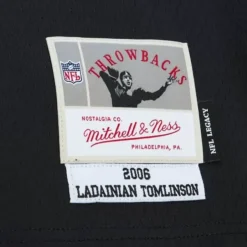 THROWBACKS
NFL
NOSTALGIA CO.
Mitchell & Ness
PHILADELPHIA, PA.
NFL LEGACY
2006
LADAINIAN TOMLINSON